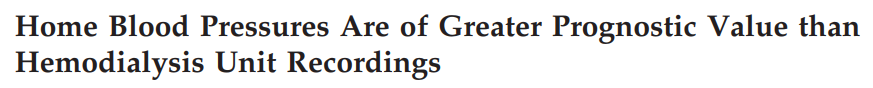 Home Blood Pressures Are of Greater Prognostic Value than
Hemodialysis Unit Recordings